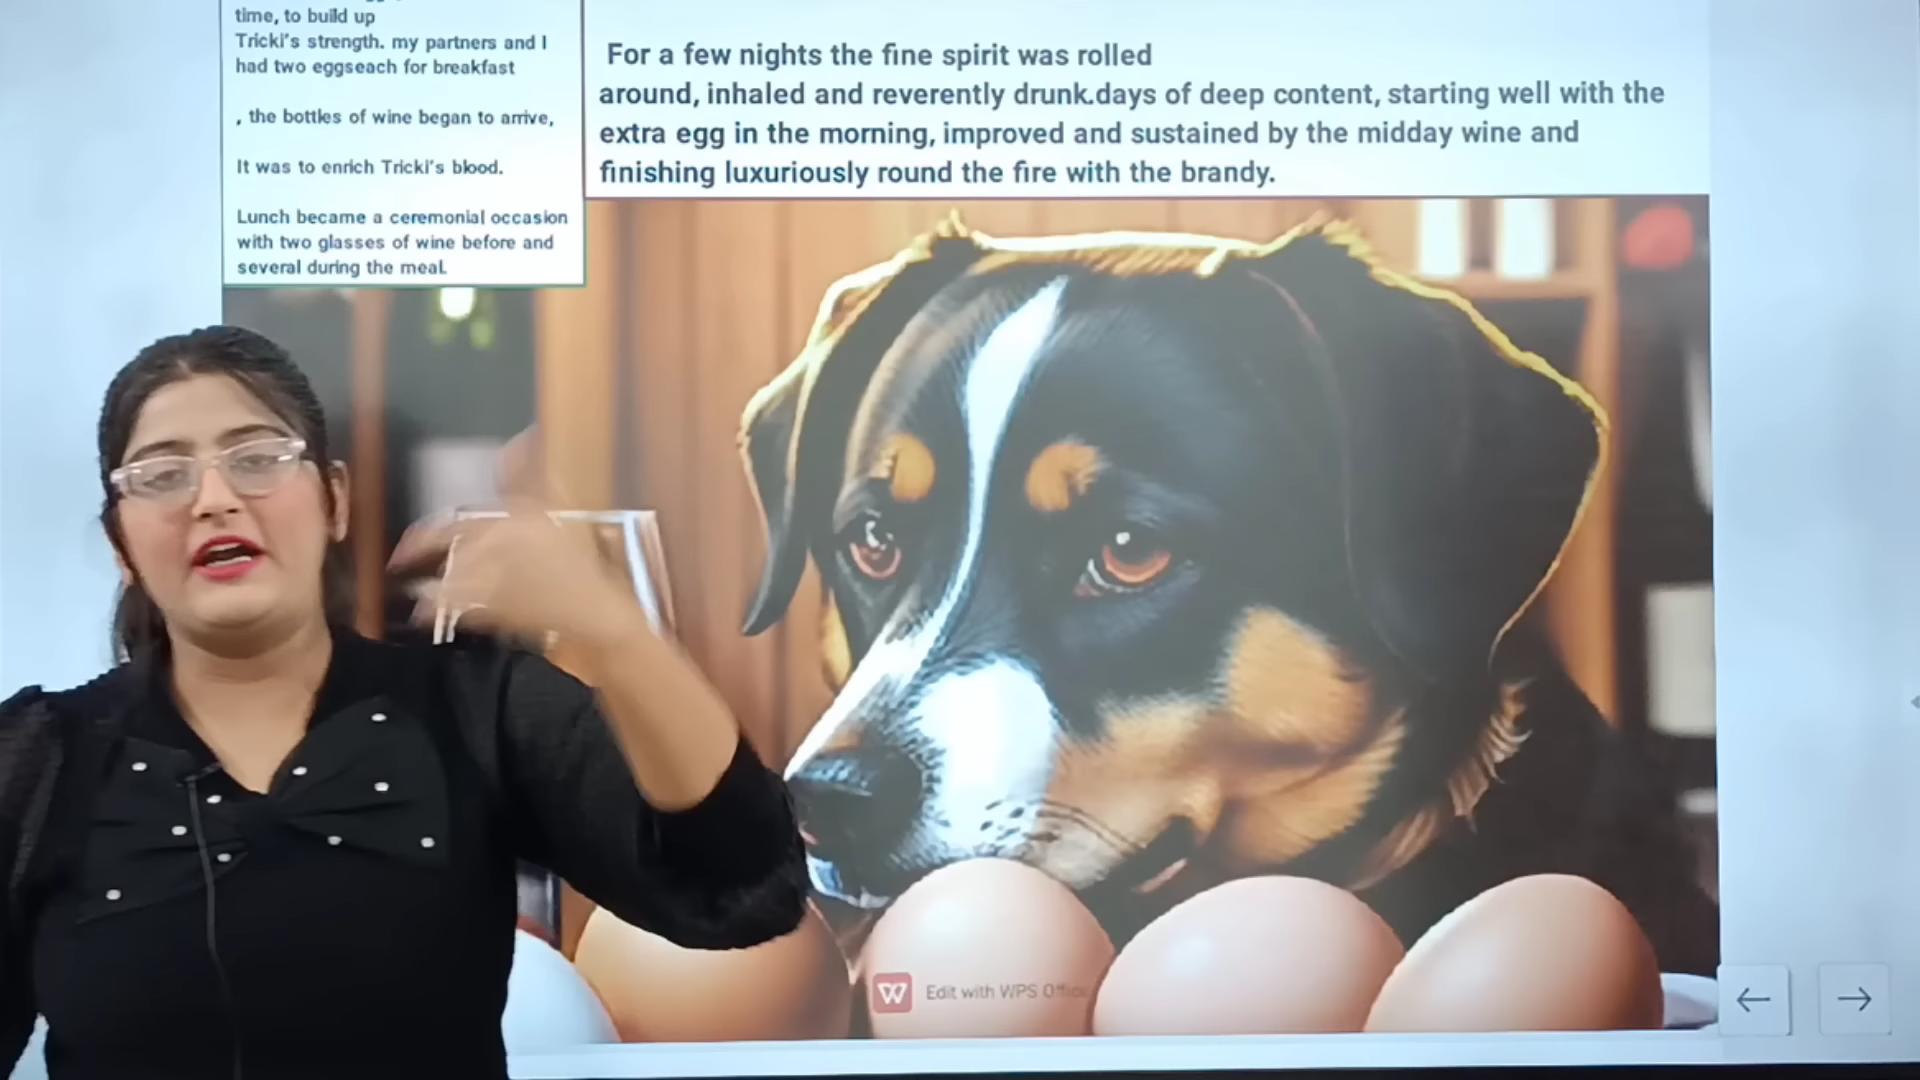 time, to build up
Tricki's strength. my partners and I
had two eggseach for breakfast
, the bottles of wine began to arrive,
It was to enrich Tricki's blood.
Lunch became a ceremonial occasion
with two glasses of wine before and
several during the meal.
For a few nights the fine spirit was rolled
around, inhaled and reverently drunk.days of deep content, starting well with the
extra egg in the morning, improved and sustained by the midday wine and
finishing luxuriously round the fire with the brandy.
Edit with WPS Office